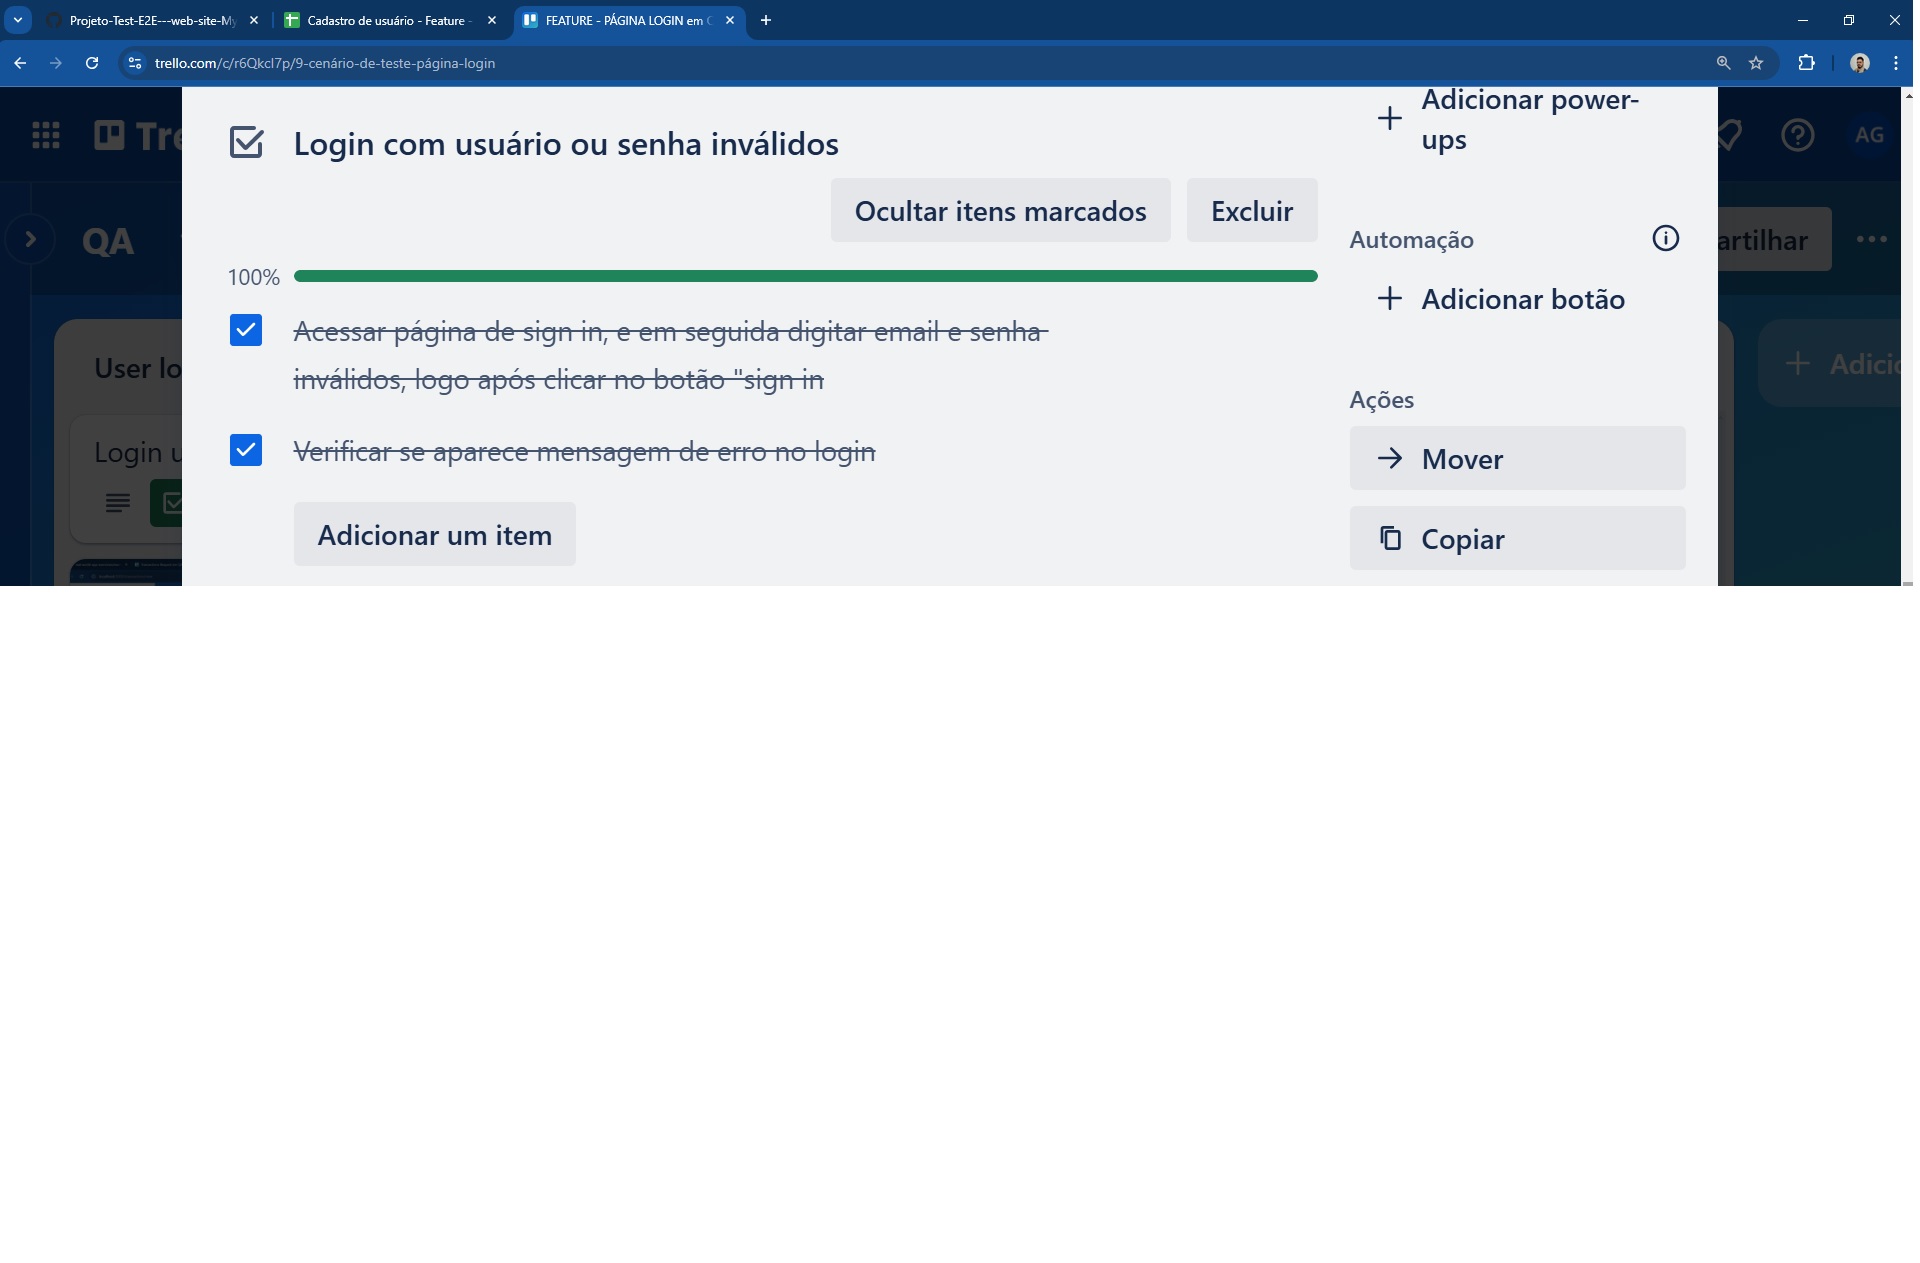 Projeto-Test-E2E---web-site-My
Cadastro de usuário - Feature -
FEATURE - PÁGINA LOGIN em C
trello.com/c/r6Qkcl7p/9-cenário-de-teste-página-login
Adicionar power-
ups
Login com usuário ou senha inválidos
AG
Ocultar itens marcados
Excluir
Automação
QA
artilhar
100%
Adicionar botão
Acessar página de sign in, e em seguida digitar email e senha
inválidos, logo após clicar no botão "sign in
User lo
Adicio
Ações
Login u
Verificar se aparece mensagem de erro no login
Mover
Adicionar um item
Copiar